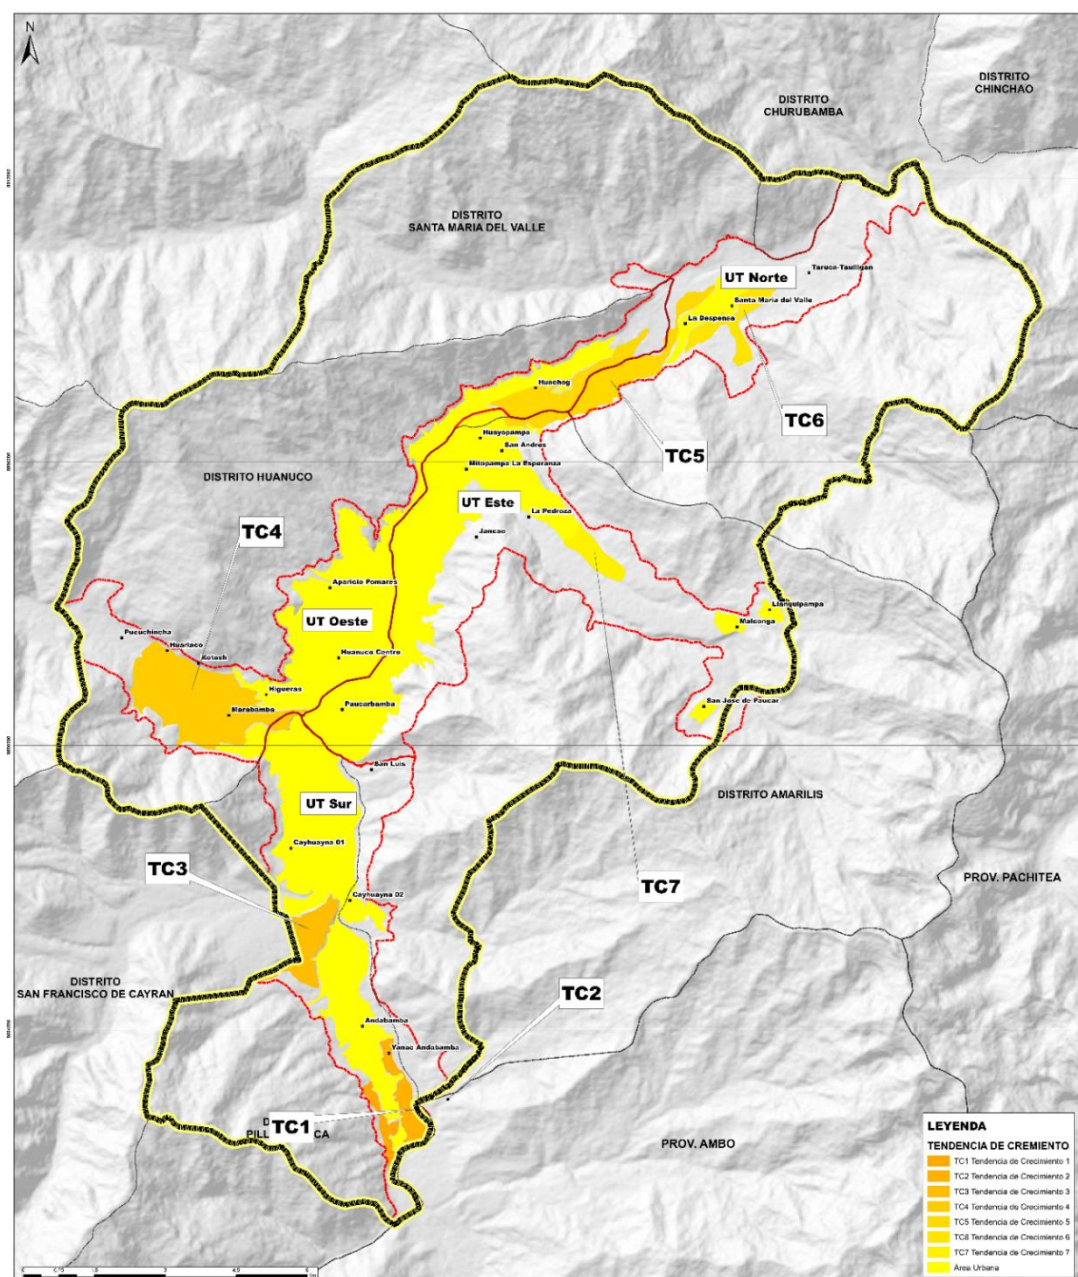 N
DISTRITO
CHINCHAO
DISTRITO
CHURUBAMBA
DISTRITO
SANTA MARIA DEL VALLE
UT Norte
Taruca-Taulligan
Santa Maria del Valle
La Despensa
Huachog
TC6
TC5
Huayopampa
San Andres
Mitopampa La Esperanza
DISTRITO HUANUCO
UT Este
La Pedroza
Jancao
TC4
Aparicio Pomares
Llanquipampa
Malconga
UT Oeste
Pucuchincha
Huariaco
Kotosh
Huanuco Centro
Higueras
San Jose de Paucar
Marabamba
Paucarbamba
San Luis
DISTRITO AMARILIS
UT Sur
Cayhuayna 01
TC3
TC7
PROV. PACHITEA
Cayhuayna 02
DISTRITO
SAN FRANCISCO DE CAYRAN
TC2
Andabamba
Yanac Andabamba
TC1
PROV. AMBO
LEYENDA
TENDENCIA DE CREMIENTO
TC1 Tendencia de Crecimiento 1
TC2 Tendencia de Crecimiento 2
TC3 Tendencia de Crecimiento 3
TC4 Tendencia de Crecimiento 4
TC5 Tendencia de Crecimiento 5
TC6 Tendencia de Crecimiento 6
TC7 Tendencia de Crecimiento 7
Area Urbana